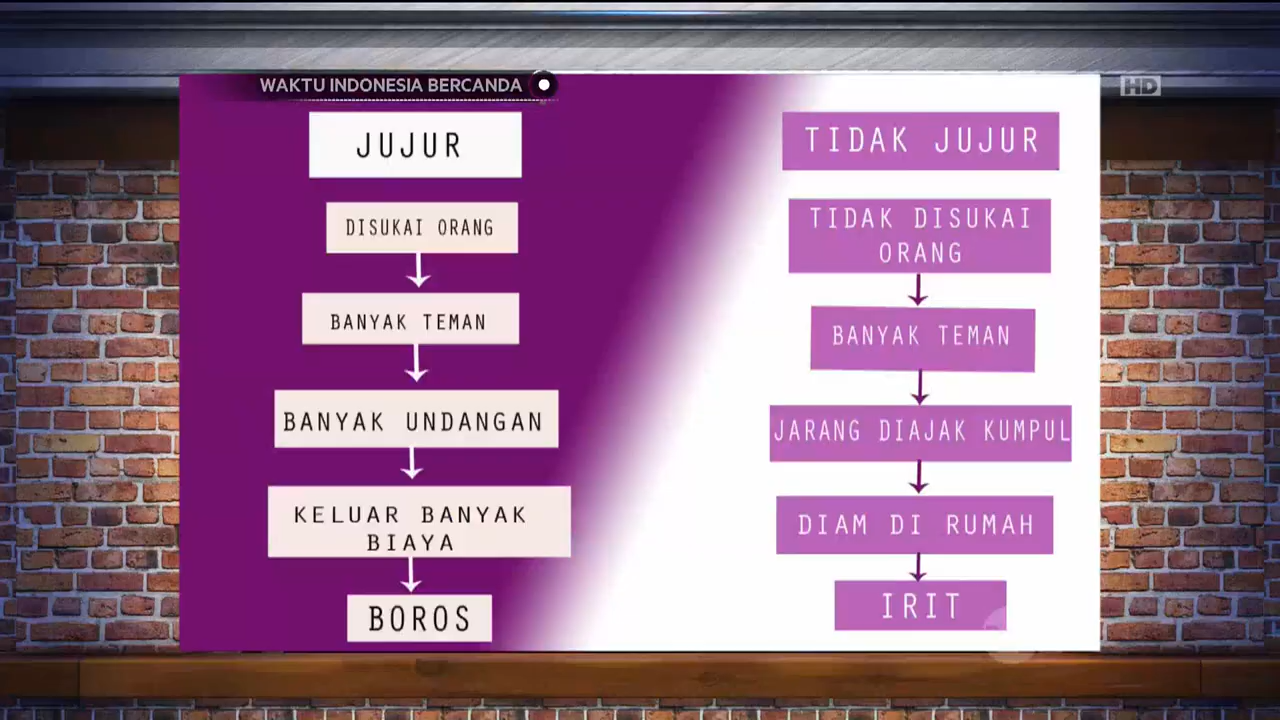 WAKTU INDONESIA BERCANDA
HD
JUJUR
DISUKAI ORANG
BANYAK TEMAN
BANYAK UNDANGAN
KELUAR BANYAK
BIAYA
BOROS
TIDAK JUJUR
TIDAK DISUKAI
ORANG
BANYAK TEMAN
JARANG DIAJAK KUMPUL
DIAM DI RUMAH
IRIT